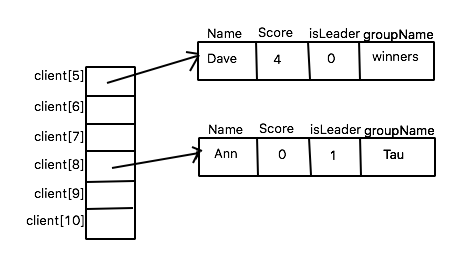 Name Score isLeader groupName
Dave 4 0 winners
client[5]
client[6]
client[7]
Name Score isLeader groupName
client[8]
Ann 0 1 Tau
client[9]
client[10]